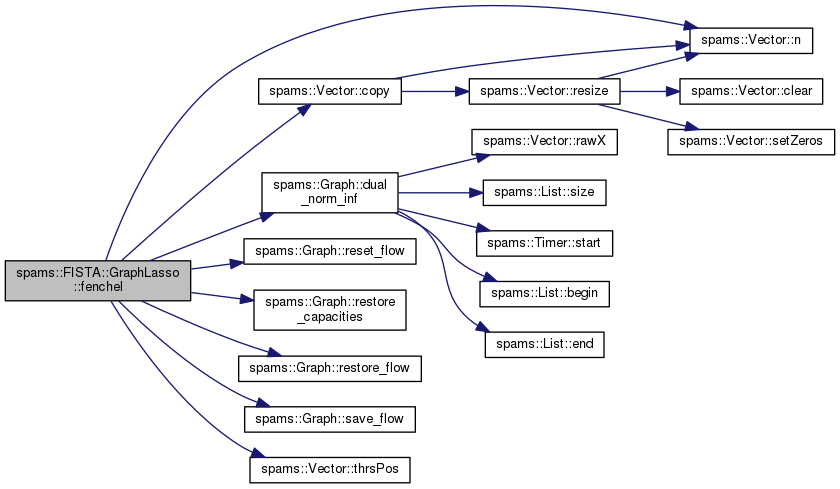 spams::FISTA::GraphLasso
::fenchel
spams::Vector::n
spams::Vector::copy
spams::Vector::resize
spams::Vector::clear
spams::Vector::setZeros
spams::Graph::dual
_norm_inf
spams::Vector::rawX
spams::List::size
spams::Timer::start
spams::List::begin
spams::List::end
spams::Graph::reset_flow
spams::Graph::restore
_capacities
spams::Graph::restore_flow
spams::Graph::save_flow
spams::Vector::thrsPos